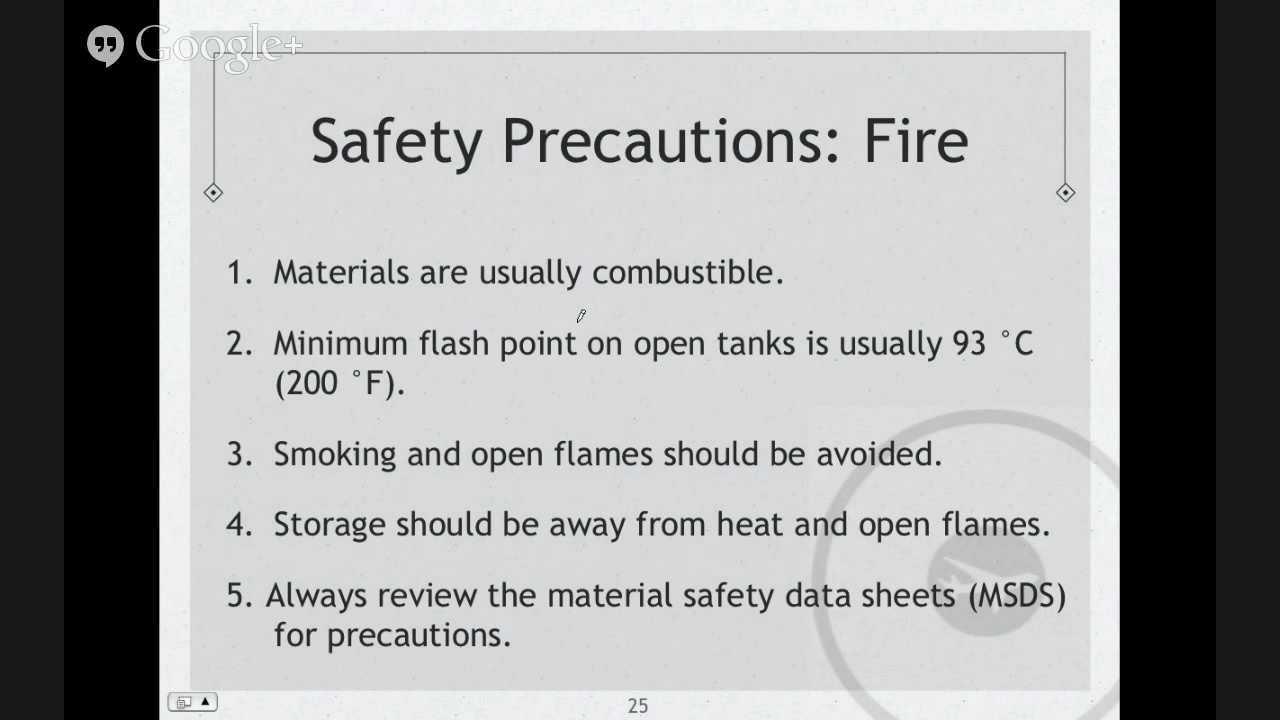 Google+
Safety Precautions: Fire
1. Materials are usually combustible.
2. Minimum flash point on open tanks is usually 93 °C
(200 °F).
3. Smoking and open flames should be avoided.
4. Storage should be away from heat and open flames.
5. Always review the material safety data sheets (MSDS)
for precautions.
25